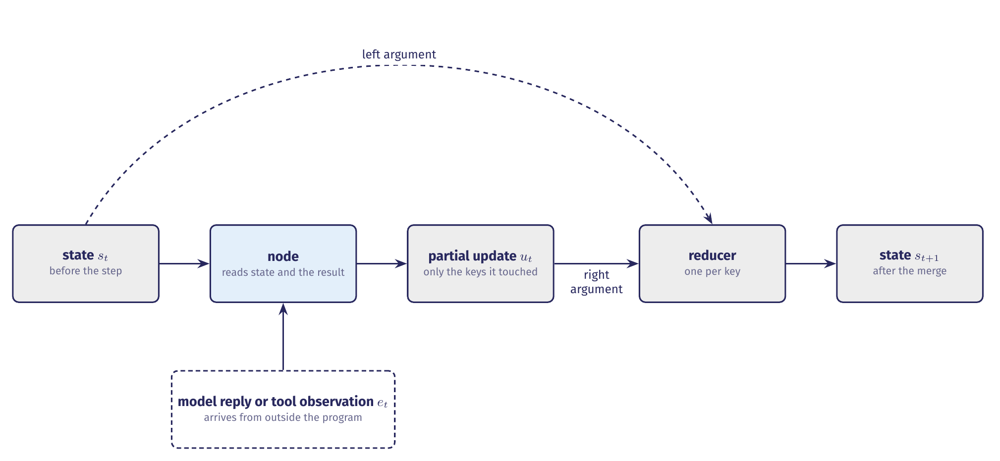 left argument
state s_t
before the step
node
reads state and the result
partial update u_t
only the keys it touched
right
argument
reducer
one per key
state s_{t+1}
after the merge
model reply or tool observation e_t
arrives from outside the program